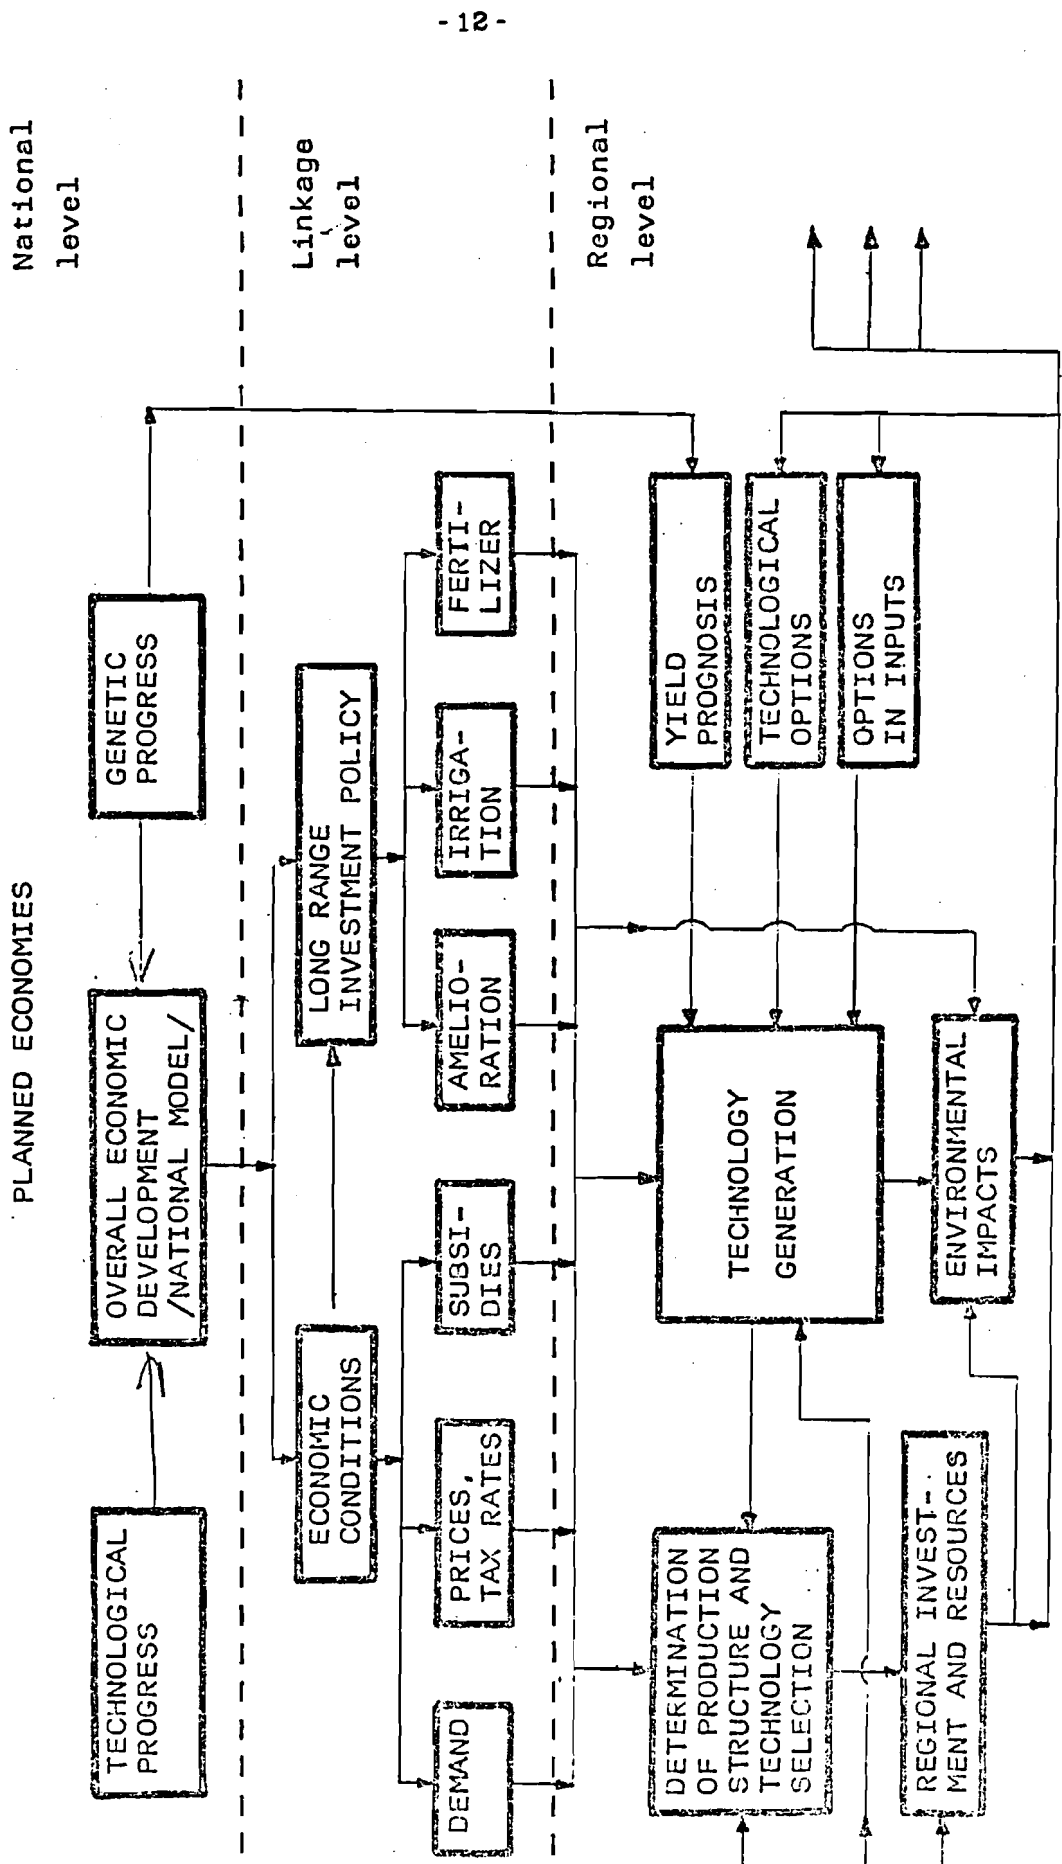 - 12 -
PLANNED ECONOMIES
National
level
TECHNOLOGICAL
PROGRESS
OVERALL ECONOMIC
DEVELOPMENT
/NATIONAL MODEL/
GENETIC
PROGRESS
Linkage
level
ECONOMIC
CONDITIONS
LONG RANGE
INVESTMENT POLICY
DEMAND
PRICES,
TAX RATES
SUBSI-
DIES
AMELIO-
RATION
IRRIGA-
TION
FERTI-
LIZER
Regional
level
DETERMINATION
OF PRODUCTION
STRUCTURE AND
TECHNOLOGY
SELECTION
TECHNOLOGY
GENERATION
YIELD
PROGNOSIS
TECHNOLOGICAL
OPTIONS
OPTIONS
IN INPUTS
REGIONAL INVEST-
MENT AND RESOURCES
ENVIRONMENTAL
IMPACTS